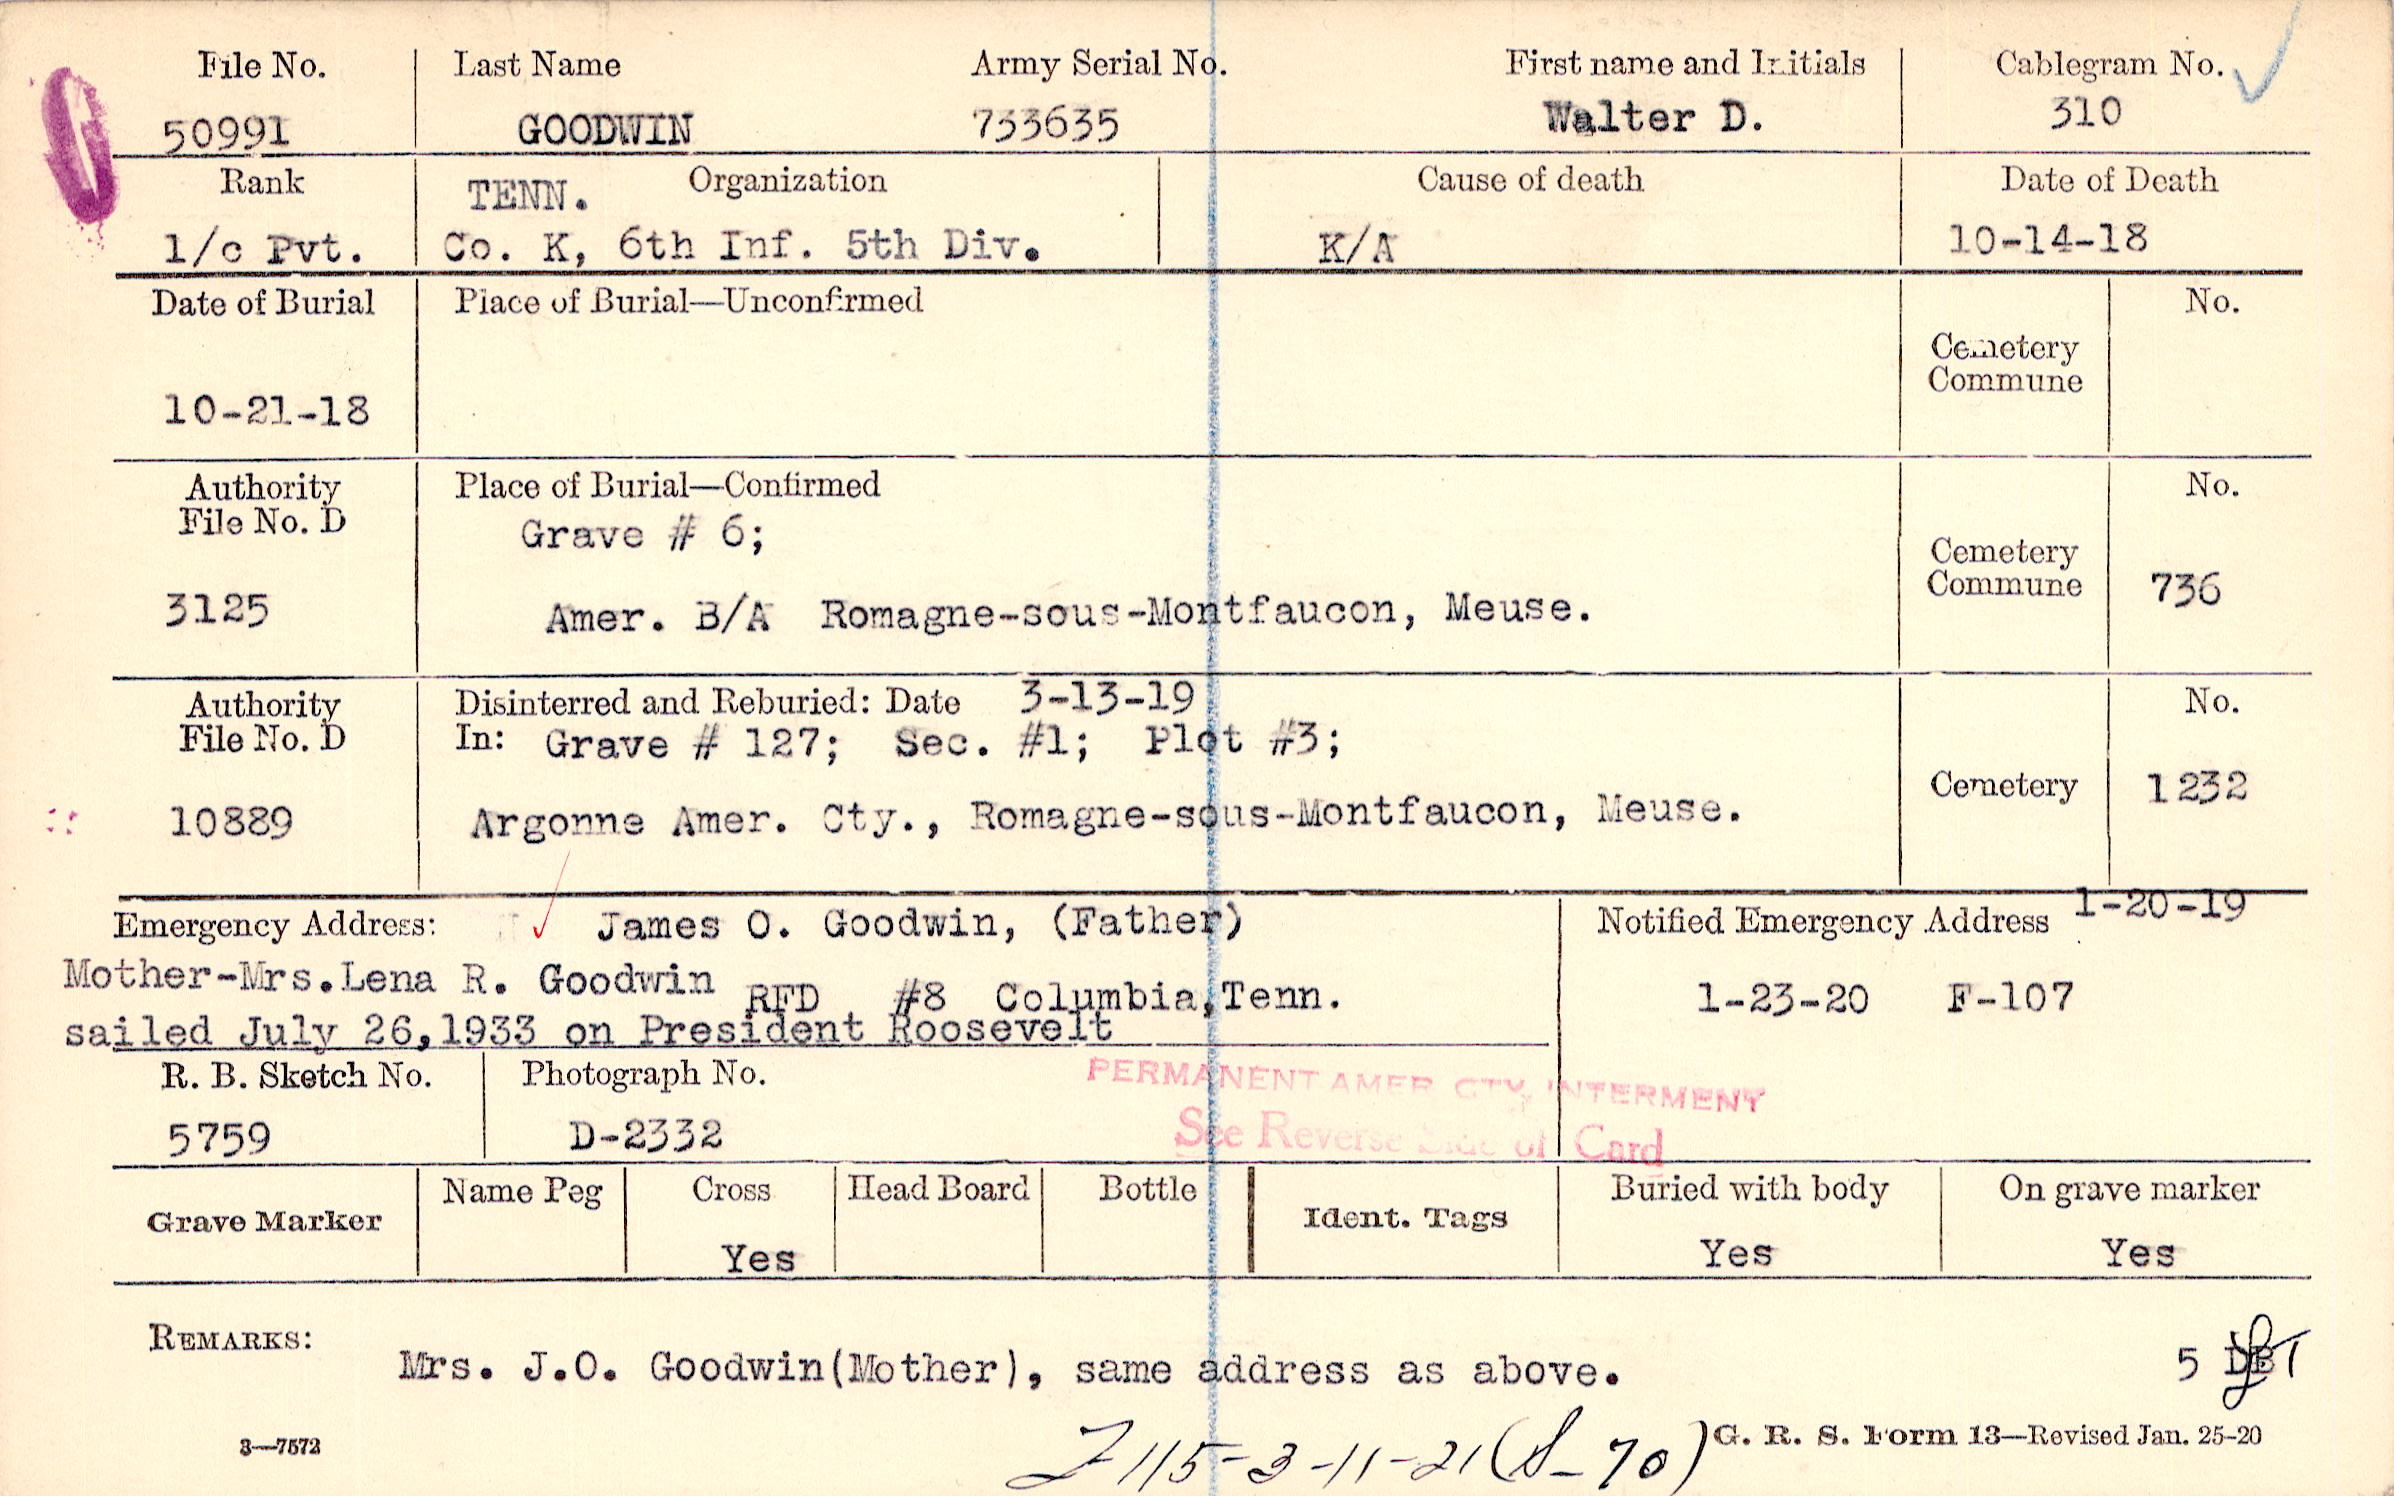 File No. Last Name Army Serial No. First name and Initials Cablegram No.
50991 GOODWIN 733635 Walter D. 310
Rank TENN. Organization Cause of death Date of Death
1/c Pvt. Co. K, 6th Inf. 5th Div. K/A 10-14-18
Date of Burial Place of Burial—Unconfirmed No.
Cemetery
Commune
10-21-18
Authority Place of Burial—Confirmed No.
File No. D Grave # 6;
Cemetery
Commune 736
3125 Amer. B/A Romagne-sous-Montfaucon, Meuse.
Authority Disinterred and Reburied: Date 3-13-19 No.
File No. D In: Grave # 127; Sec. #1; Plot #3;
Cemetery 1232
10889 Argonne Amer. Cty., Romagne-sous-Montfaucon, Meuse.
Emergency Address: James O. Goodwin, (Father) Notified Emergency Address 1-20-19
Mother-Mrs.Lena R. Goodwin RFD #8 Columbia,Tenn. 1-23-20 F-107
sailed July 26,1933 on President Roosevelt
R. B. Sketch No. Photograph No. PERMANENT AMER CTY. INTERMENT
5759 D-2332 See Reverse Side of Card
Grave Marker Name Peg Cross Head Board Bottle Ident. Tags Buried with body On grave marker
Yes Yes Yes
REMARKS:
Mrs. J.O. Goodwin(Mother), same address as above. 5
3—7572 G. R. S. Form 13—Revised Jan. 25-20
115-3-11-21(S-70)